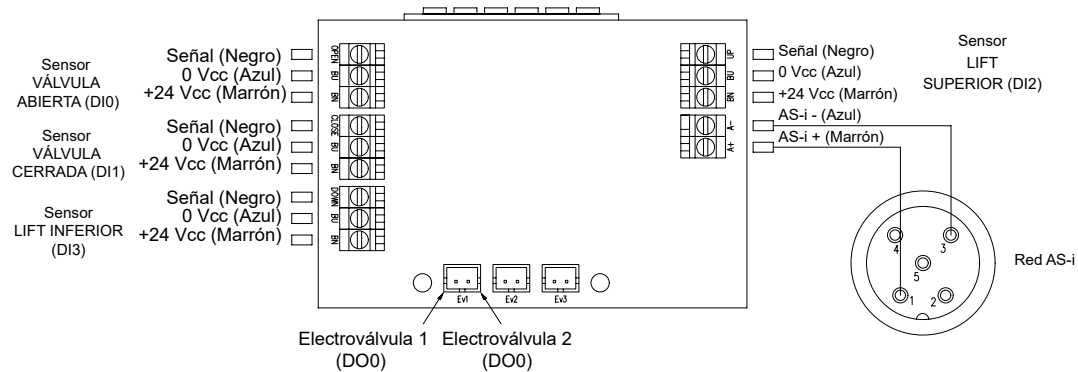 Sensor
VÁLVULA
ABIERTA (DI0)
Señal (Negro)
0 Vcc (Azul)
+24 Vcc (Marrón)
OPEN
BU
BN
Sensor
VÁLVULA
CERRADA (DI1)
Señal (Negro)
0 Vcc (Azul)
+24 Vcc (Marrón)
CLOSE
BU
BN
Sensor
LIFT INFERIOR
(DI3)
Señal (Negro)
0 Vcc (Azul)
+24 Vcc (Marrón)
DOWN
BU
BN
UP
BU
BN
Señal (Negro)
0 Vcc (Azul)
+24 Vcc (Marrón)
Sensor
LIFT
SUPERIOR (DI2)
A-
A+
AS-i - (Azul)
AS-i + (Marrón)
4
3
5
1
2
Red AS-i
Ev1
Ev2
Ev3
Electroválvula 1
(DO0)
Electroválvula 2
(DO0)